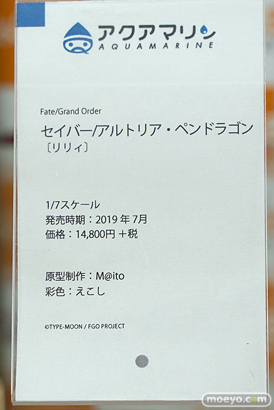 アクアマリン
AQUAMARINE
Fate/Grand Order
セイバー/アルトリア・ペンドラゴン
〔リリィ〕
1/7スケール
発売時期：2019年7月
価格：14,800円＋税
原型制作：M@ito
彩色：えこし
©TYPE-MOON / FGO PROJECT
moeyo.com